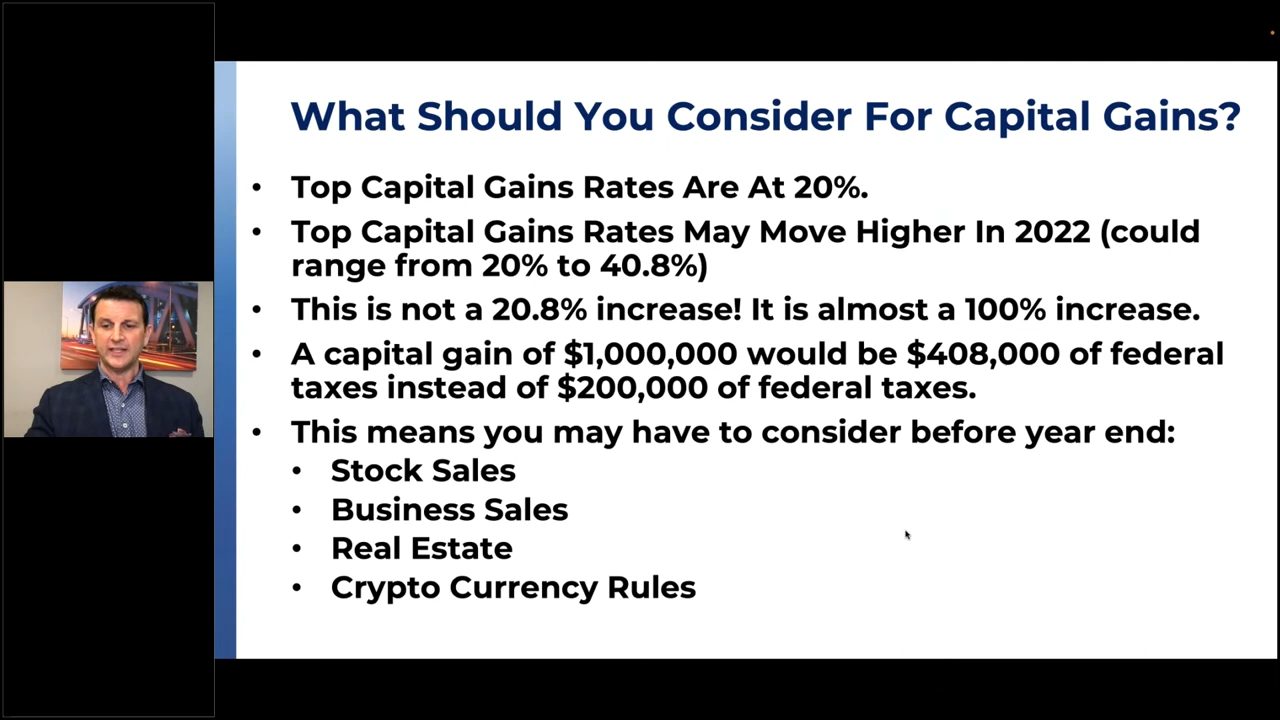 What Should You Consider For Capital Gains?
• Top Capital Gains Rates Are At 20%.
• Top Capital Gains Rates May Move Higher In 2022 (could
range from 20% to 40.8%)
• This is not a 20.8% increase! It is almost a 100% increase.
• A capital gain of $1,000,000 would be $408,000 of federal
taxes instead of $200,000 of federal taxes.
• This means you may have to consider before year end:
• Stock Sales
• Business Sales
• Real Estate
• Crypto Currency Rules